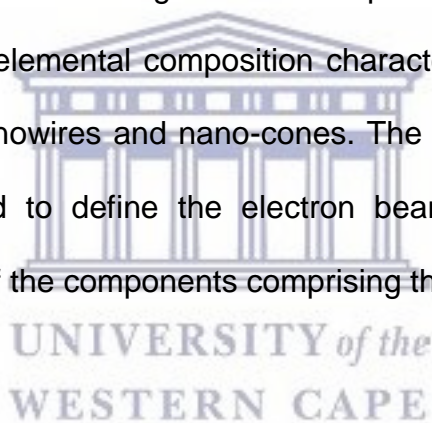 elemental composition charact
nowires and nano-cones. The
d to define the electron bear
f the components comprising th
UNIVERSITY of the
WESTERN CAPE